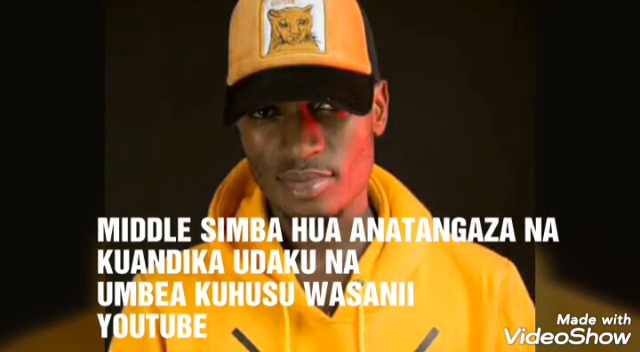 MIDDLE SIMBA HUA ANATANGAZA NA
KUANDIKA UDAKU NA
UMBEA KUHUSU WASANII
YOUTUBE
Made with
VideoShow